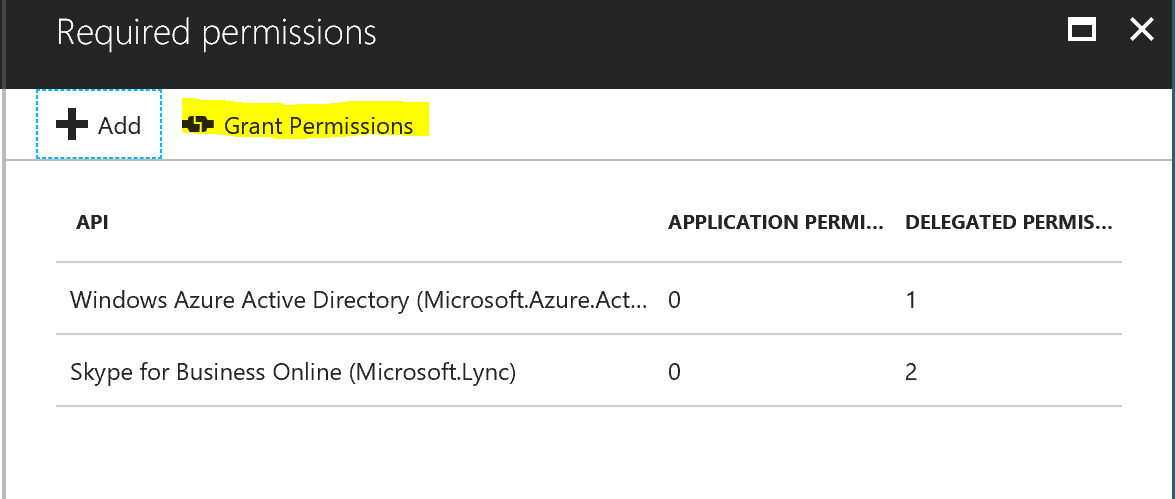 Required permissions
Add Grant Permissions
API APPLICATION PERMI... DELEGATED PERMIS...
Windows Azure Active Directory (Microsoft.Azure.Act... 0 1
Skype for Business Online (Microsoft.Lync) 0 2